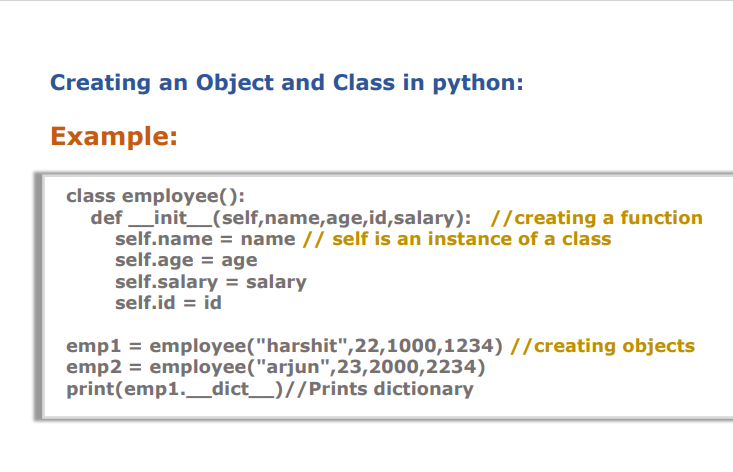 Creating an Object and Class in python:
Example:
class employee():
def __init__(self,name,age,id,salary): //creating a function
self.name = name // self is an instance of a class
self.age = age
self.salary = salary
self.id = id
emp1 = employee("harshit",22,1000,1234) //creating objects
emp2 = employee("arjun",23,2000,2234)
print(emp1.__dict__)//Prints dictionary